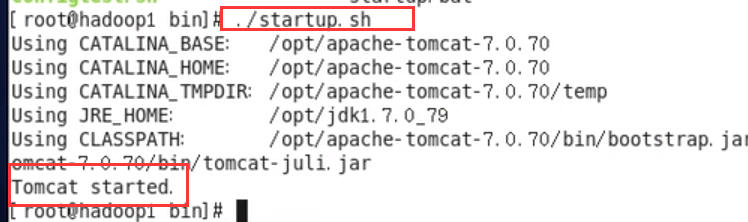 [root@hadoop1 bin]# ./startup.sh
Using CATALINA_BASE:   /opt/apache-tomcat-7.0.70
Using CATALINA_HOME:   /opt/apache-tomcat-7.0.70
Using CATALINA_TMPDIR: /opt/apache-tomcat-7.0.70/temp
Using JRE_HOME:        /opt/jdk1.7.0_79
Using CLASSPATH:       /opt/apache-tomcat-7.0.70/bin/bootstrap.jar
omcat-7.0.70/bin/tomcat-juli.jar
Tomcat started.
[root@hadoop1 bin]#